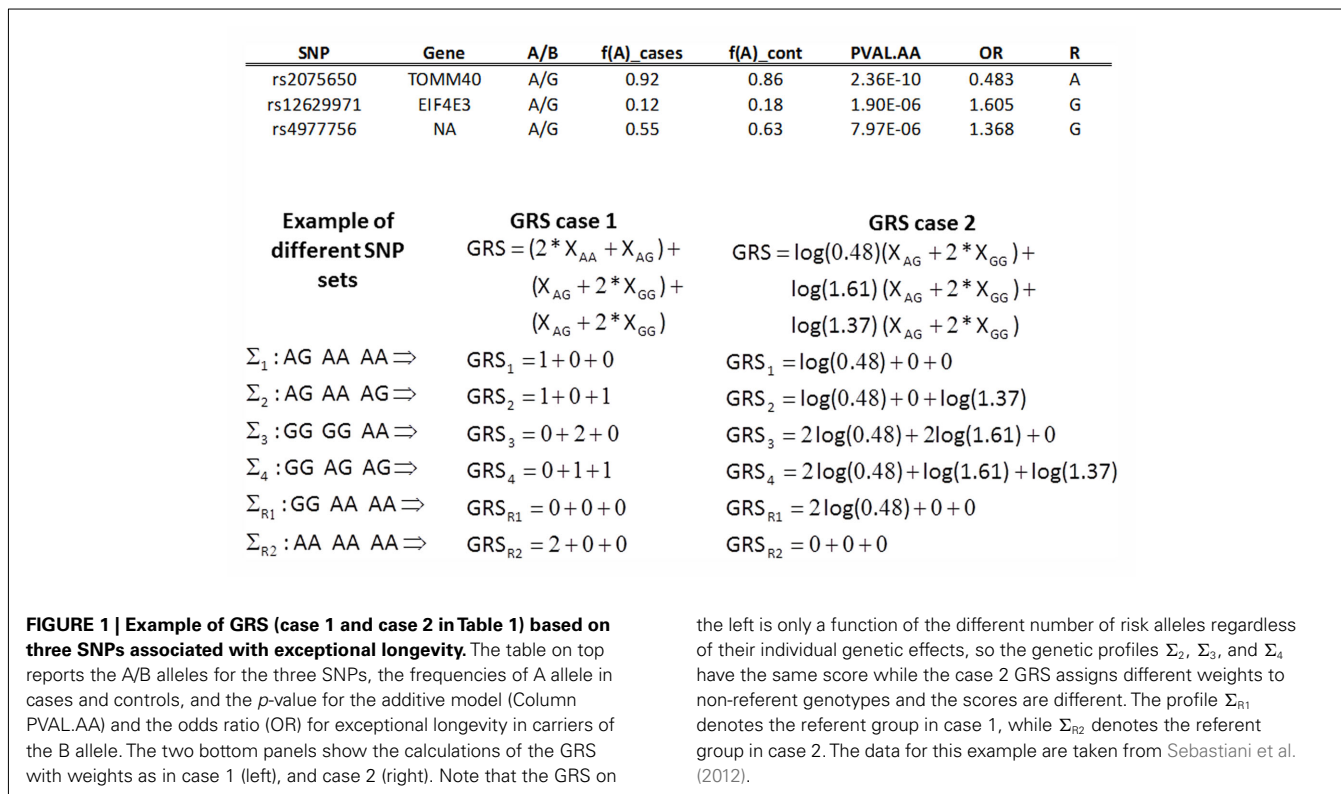 SNP Gene A/B f(A)_cases f(A)_cont PVAL.AA OR R
rs2075650 TOMM40 A/G 0.92 0.86 2.36E-10 0.483 A
rs12629971 EIF4E3 A/G 0.12 0.18 1.90E-06 1.605 G
rs4977756 NA A/G 0.55 0.63 7.97E-06 1.368 G
Example of
different SNP
sets
GRS case 1
GRS = (2 * X_AA + X_AG) +
(X_AG + 2 * X_GG) +
(X_AG + 2 * X_GG)
GRS case 2
GRS = log(0.48)(X_AG + 2 * X_GG) +
log(1.61) (X_AG + 2 * X_GG) +
log(1.37) (X_AG + 2 * X_GG)
Σ₁ : AG AA AA ⇒ GRS₁ = 1 + 0 + 0 GRS₁ = log(0.48) + 0 + 0
Σ₂ : AG AA AG ⇒ GRS₂ = 1 + 0 + 1 GRS₂ = log(0.48) + 0 + log(1.37)
Σ₃ : GG GG AA ⇒ GRS₃ = 0 + 2 + 0 GRS₃ = 2log(0.48) + 2log(1.61) + 0
Σ₄ : GG AG AG ⇒ GRS₄ = 0 + 1 + 1 GRS₄ = 2log(0.48) + log(1.61) + log(1.37)
Σ_R1 : GG AA AA ⇒ GRS_R1 = 0 + 0 + 0 GRS_R1 = 2log(0.48) + 0 + 0
Σ_R2 : AA AA AA ⇒ GRS_R2 = 2 + 0 + 0 GRS_R2 = 0 + 0 + 0
FIGURE 1 | Example of GRS (case 1 and case 2 in Table 1) based on
three SNPs associated with exceptional longevity. The table on top
reports the A/B alleles for the three SNPs, the frequencies of A allele in
cases and controls, and the p-value for the additive model (Column
PVAL.AA) and the odds ratio (OR) for exceptional longevity in carriers of
the B allele. The two bottom panels show the calculations of the GRS
with weights as in case 1 (left), and case 2 (right). Note that the GRS on
the left is only a function of the different number of risk alleles regardless
of their individual genetic effects, so the genetic profiles Σ₂, Σ₃, and Σ₄
have the same score while the case 2 GRS assigns different weights to
non-referent genotypes and the scores are different. The profile Σ_R1
denotes the referent group in case 1, while Σ_R2 denotes the referent
group in case 2. The data for this example are taken from Sebastiani et al.
(2012).